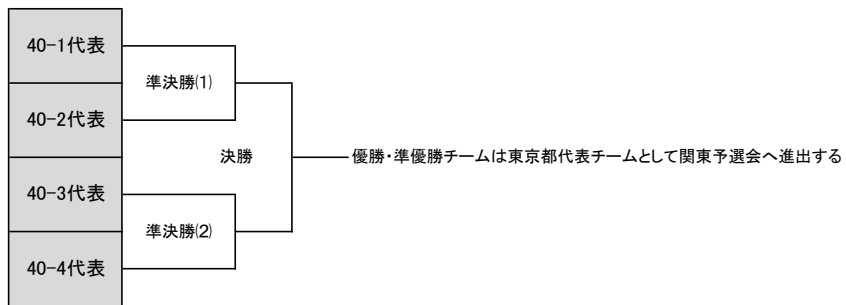 40-1代表
準決勝(1)
40-2代表
決勝
優勝・準優勝チームは東京都代表チームとして関東予選会へ進出する
40-3代表
準決勝(2)
40-4代表